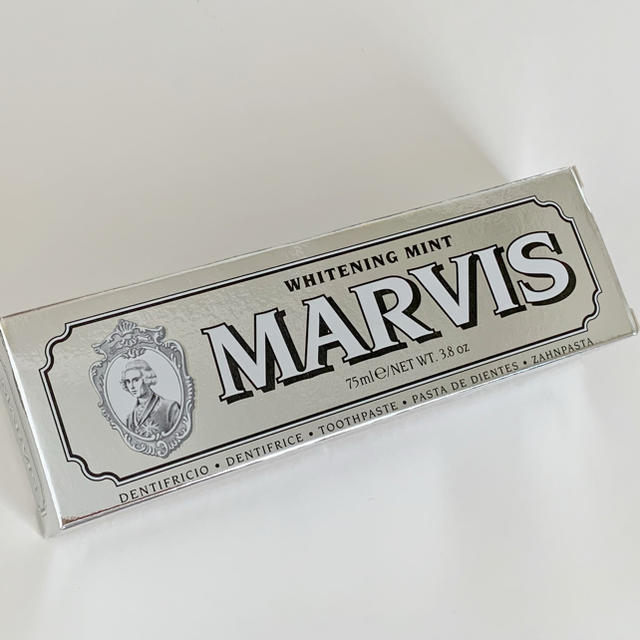 WHITENING MINT
MARVIS
75ml℮/NET WT. 3.8 oz
DENTIFRICIO • DENTIFRICE • TOOTHPASTE • PASTA DE DIENTES • ZAHNPASTA